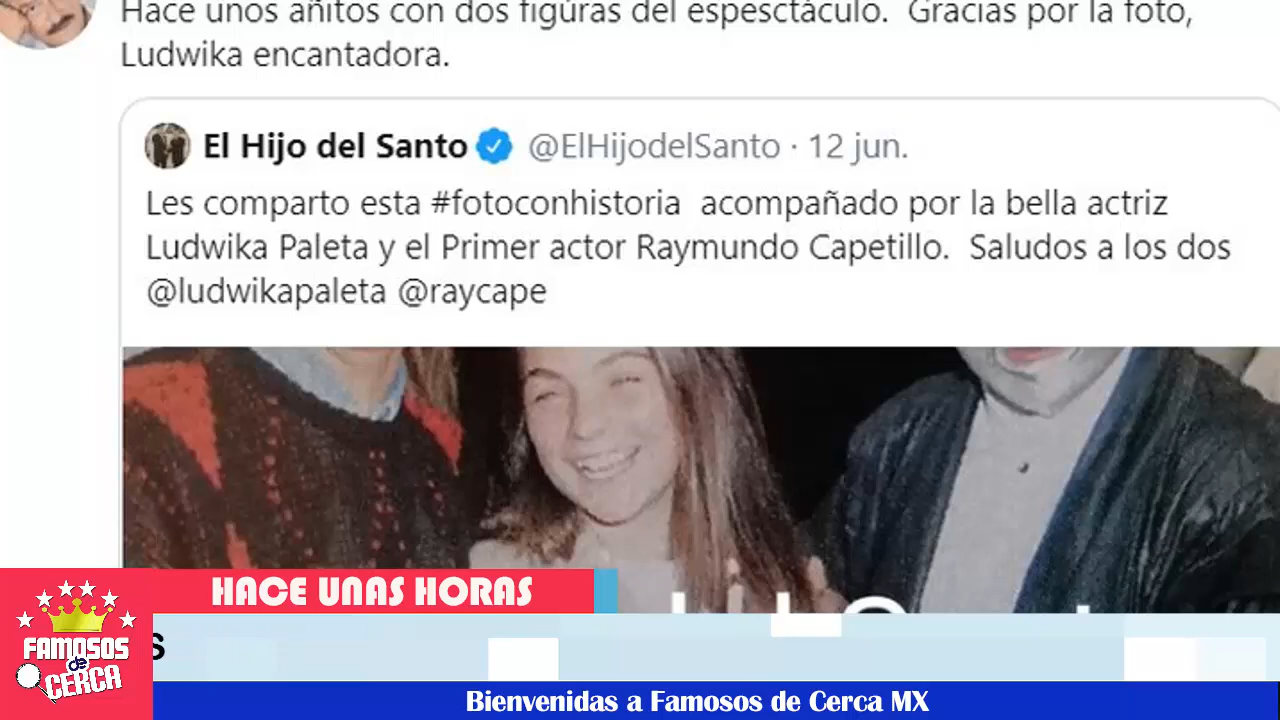 Hace unos añitos con dos figúras del espesctáculo.  Gracias por la foto,
Ludwika encantadora.
El Hijo del Santo @ElHijodelSanto · 12 jun.
Les comparto esta #fotoconhistoria  acompañado por la bella actriz
Ludwika Paleta y el Primer actor Raymundo Capetillo.  Saludos a los dos
@ludwikapaleta @raycape
HACE UNAS HORAS
FAMOSOS
de
CERCA
Bienvenidas a Famosos de Cerca MX